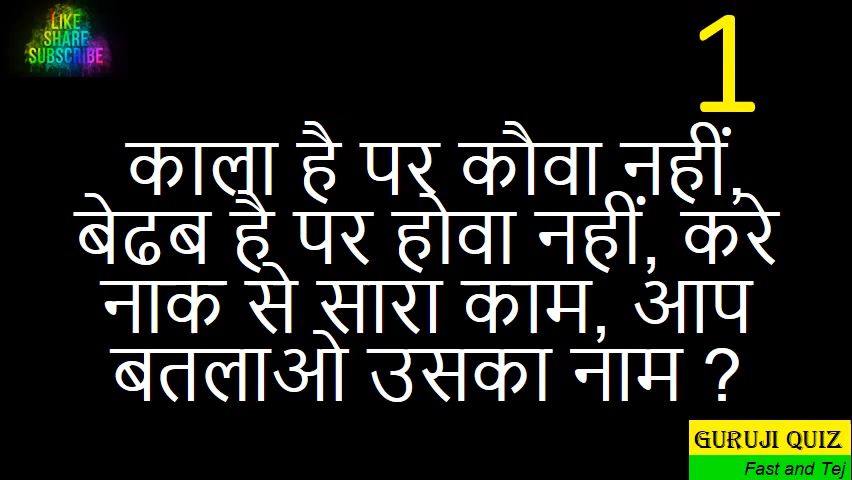 LIKE
SHARE
SUBSCRIBE
1
काला है पर कौवा नहीं,
बेढब है पर होवा नहीं, करे
नाक से सारा काम, आप
बतलाओ उसका नाम ?
GURUJI QUIZ
Fast and Tej